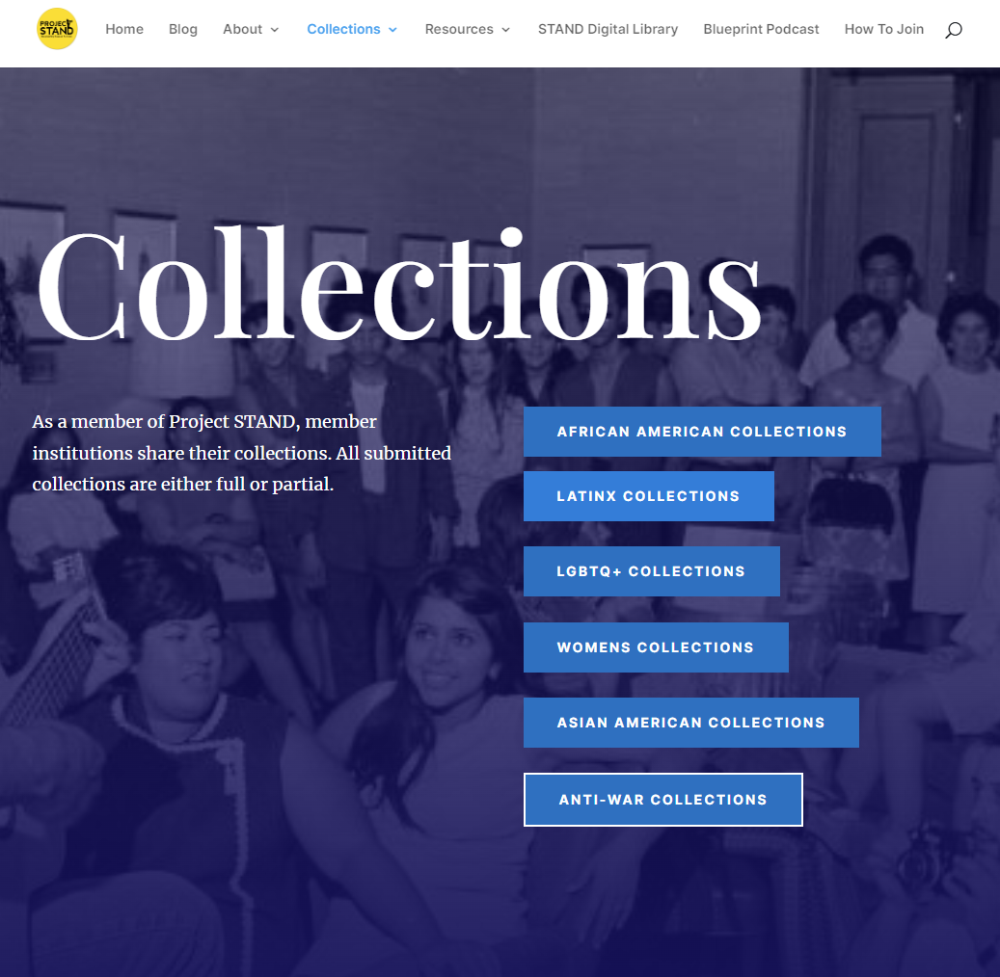 PROJECT
STAND
Home
Blog
About
Collections
Resources
STAND Digital Library
Blueprint Podcast
How To Join
Collections
As a member of Project STAND, member
institutions share their collections. All submitted
collections are either full or partial.
AFRICAN AMERICAN COLLECTIONS
LATINX COLLECTIONS
LGBTQ+ COLLECTIONS
WOMENS COLLECTIONS
ASIAN AMERICAN COLLECTIONS
ANTI-WAR COLLECTIONS